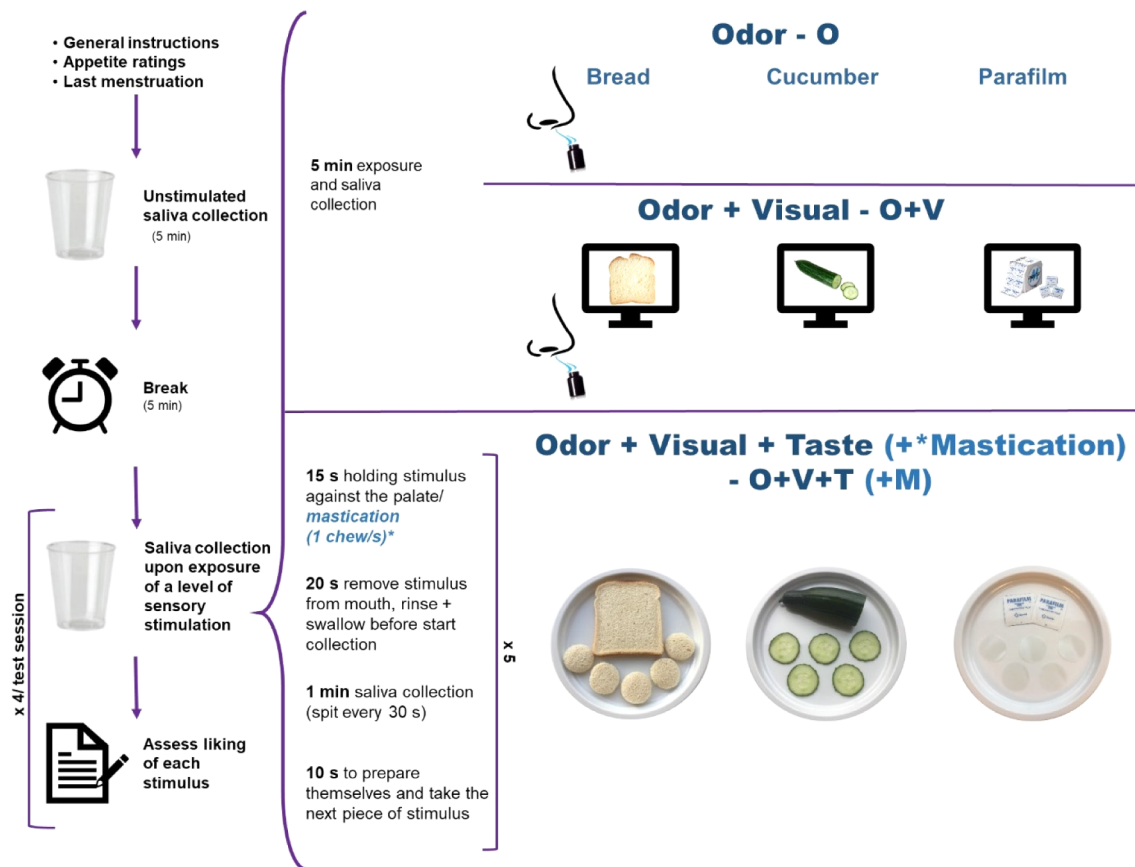 • General instructions
• Appetite ratings
• Last menstruation
Unstimulated
saliva collection
(5 min)
Break
(5 min)
x 4/ test session
Saliva collection
upon exposure
of a level of
sensory
stimulation
Assess liking
of each
stimulus
5 min exposure
and saliva
collection
Odor - O
Bread
Cucumber
Parafilm
Odor + Visual - O+V
15 s holding stimulus
against the palate/
mastication
(1 chew/s)*
20 s remove stimulus
from mouth, rinse +
swallow before start
collection
1 min saliva collection
(spit every 30 s)
10 s to prepare
themselves and take the
next piece of stimulus
x 5
Odor + Visual + Taste (+*Mastication)
- O+V+T (+M)
PARAFILM